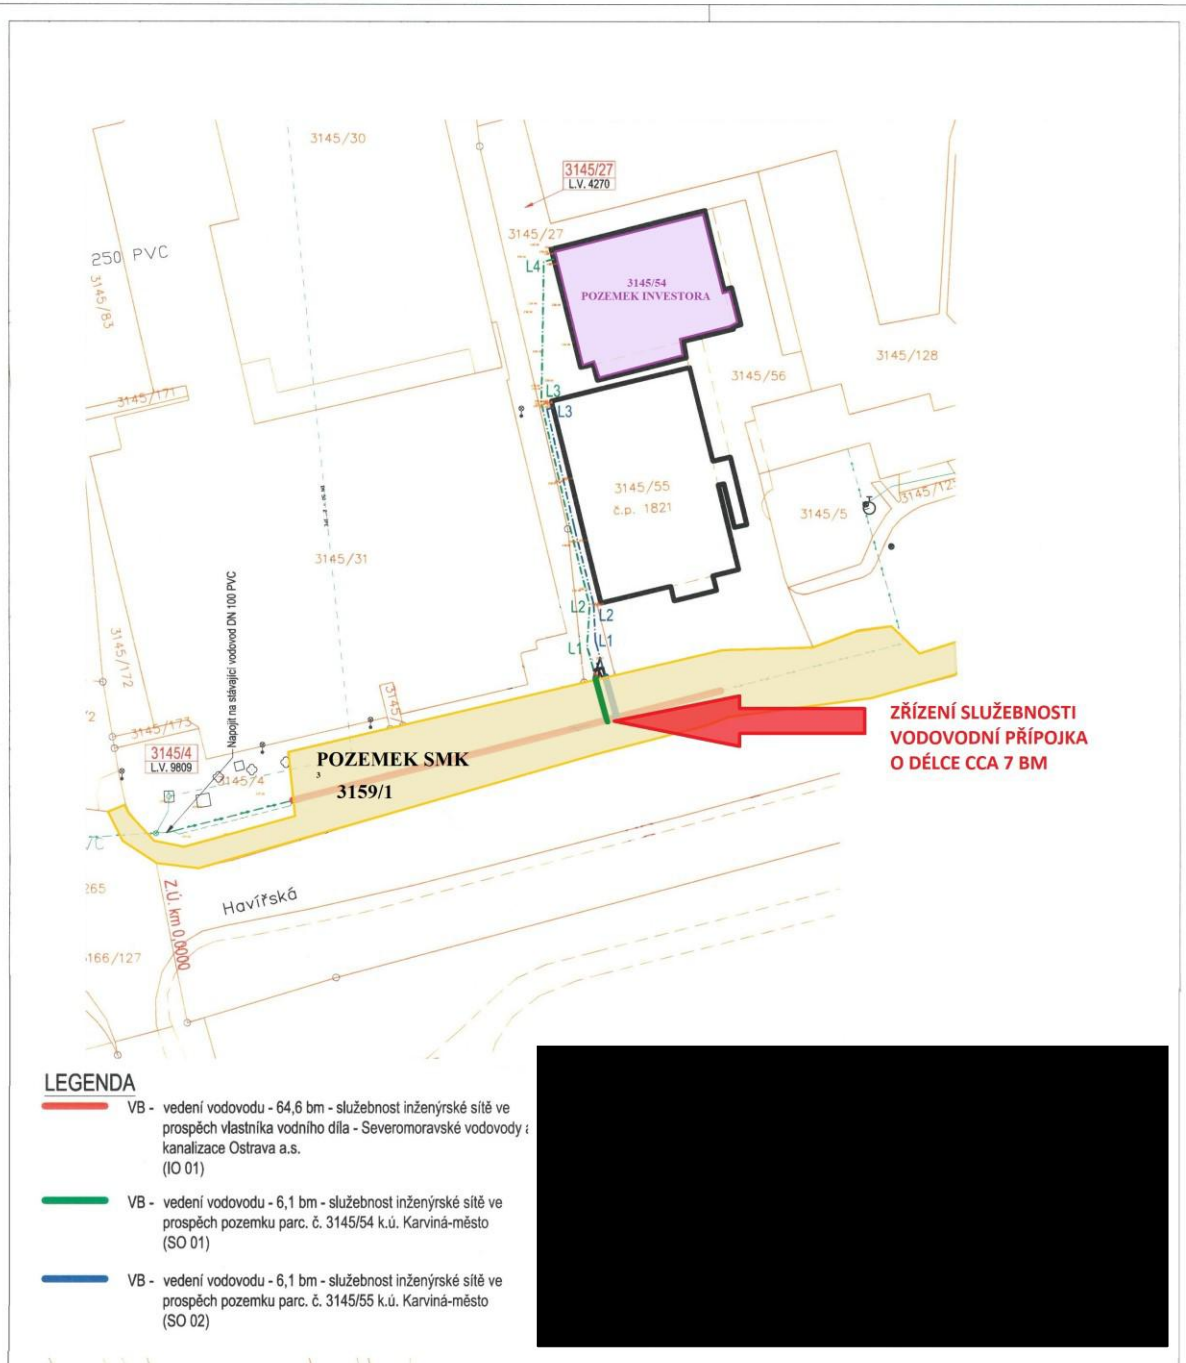 3145/30
3145/27
L.V. 4270
3145/27
250 PVC
3145/83
L4
3145/54
POZEMEK INVESTORA
3145/128
3145/56
3145/171
L3
L3
3145/55
č.p. 1821
3145/5
3145/12
3145/31
Napojit na stávající vodovod DN 100 PVC
L2
L2
L1
L1
3145/172
3145/
3145/173
3145/4
L.V. 9809
3145/4
POZEMEK SMK
3
3159/1
ZŘÍZENÍ SLUŽEBNOSTI
VODOVODNÍ PŘÍPOJKA
O DÉLCE CCA 7 BM
265
Z.Ú. km 0,0000
Havířská
166/127
LEGENDA
VB - vedení vodovodu - 64,6 bm - služebnost inženýrské sítě ve
prospěch vlastníka vodního díla - Severomoravské vodovody a
kanalizace Ostrava a.s.
(IO 01)
VB - vedení vodovodu - 6,1 bm - služebnost inženýrské sítě ve
prospěch pozemku parc. č. 3145/54 k.ú. Karviná-město
(SO 01)
VB - vedení vodovodu - 6,1 bm - služebnost inženýrské sítě ve
prospěch pozemku parc. č. 3145/55 k.ú. Karviná-město
(SO 02)